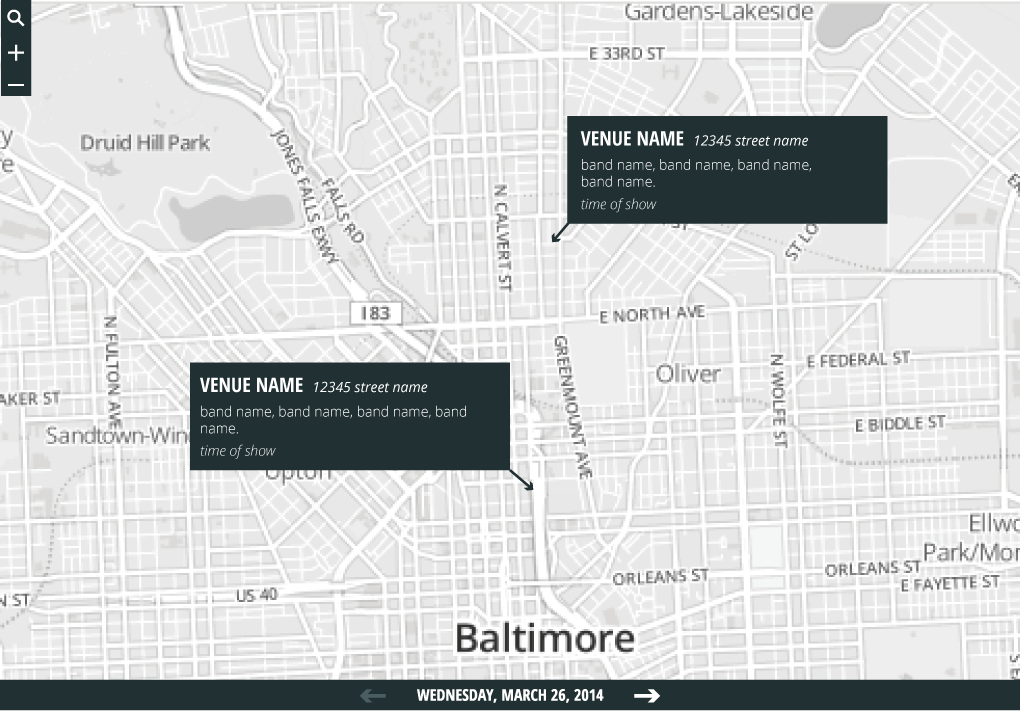 Gardens-Lakeside
E 33RD ST
Druid Hill Park
JONES FALLS EXWY
FALLS RD
N CALVERT ST
VENUE NAME 12345 street name
band name, band name, band name,
band name.
time of show
ST
ST LO
I 83
E NORTH AVE
N FULTON AVE
GREENMOUNT AVE
Oliver
N WOLFE ST
E FEDERAL ST
VENUE NAME 12345 street name
band name, band name, band name, band
name.
time of show
AKER ST
E BIDDLE ST
Sandtown-Win
Upton
Ellwo
Park/Mon
ORLEANS ST
ORLEANS ST
E FAYETTE ST
US 40
N ST
Baltimore
WEDNESDAY, MARCH 26, 2014